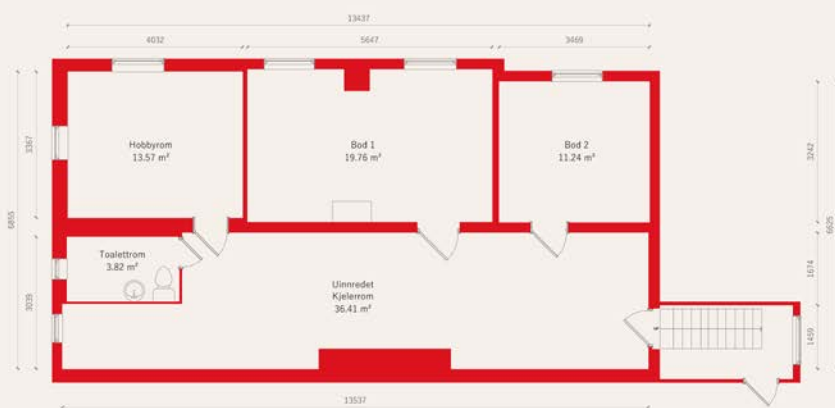 13437
4032
5647
3469
Hobbyrom
13.57 m²
Bod 1
19.76 m²
Bod 2
11.24 m²
3367
6855
3242
6625
Toalettrom
3.82 m²
Uinnredet
Kjelerrom
36.41 m²
3039
1674
1459
13537